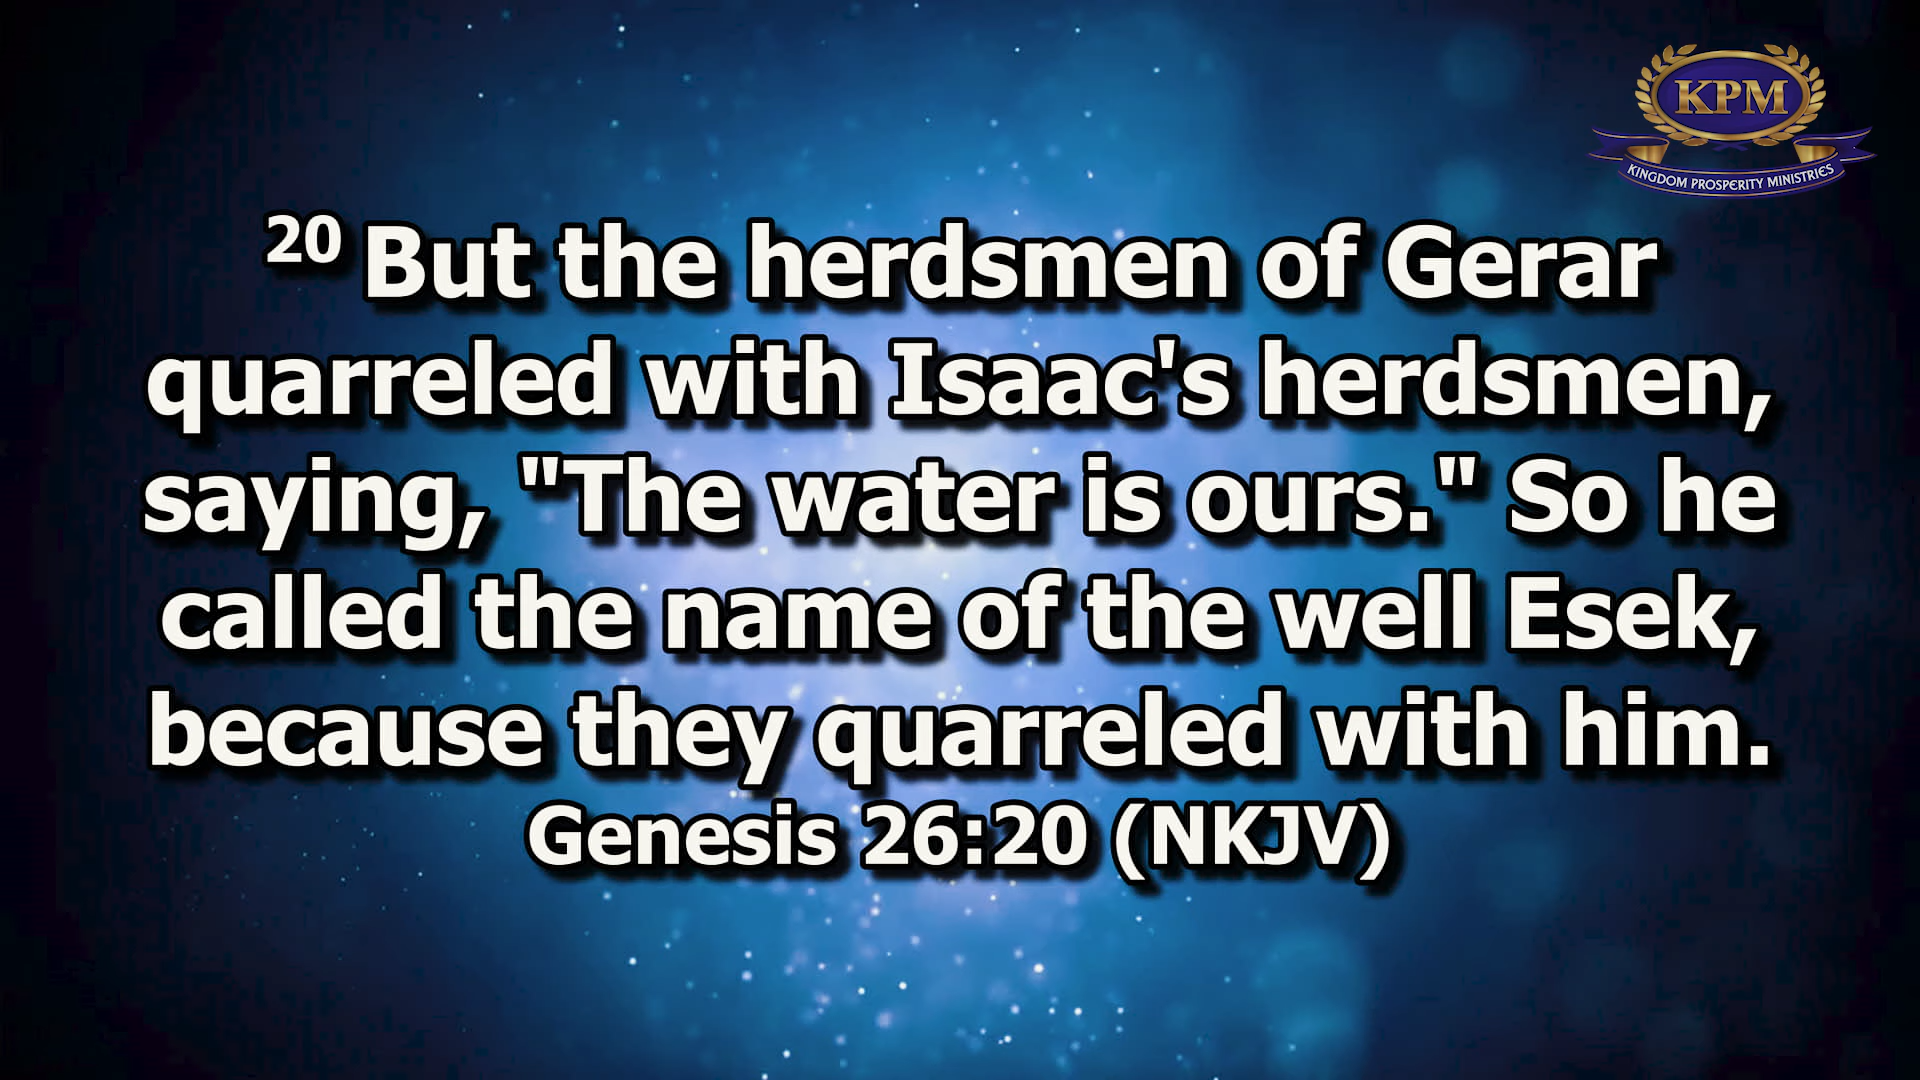 KPM
KINGDOM PROSPERITY MINISTRIES
20 But the herdsmen of Gerar
quarreled with Isaac's herdsmen,
saying, "The water is ours." So he
called the name of the well Esek,
because they quarreled with him.
Genesis 26:20 (NKJV)